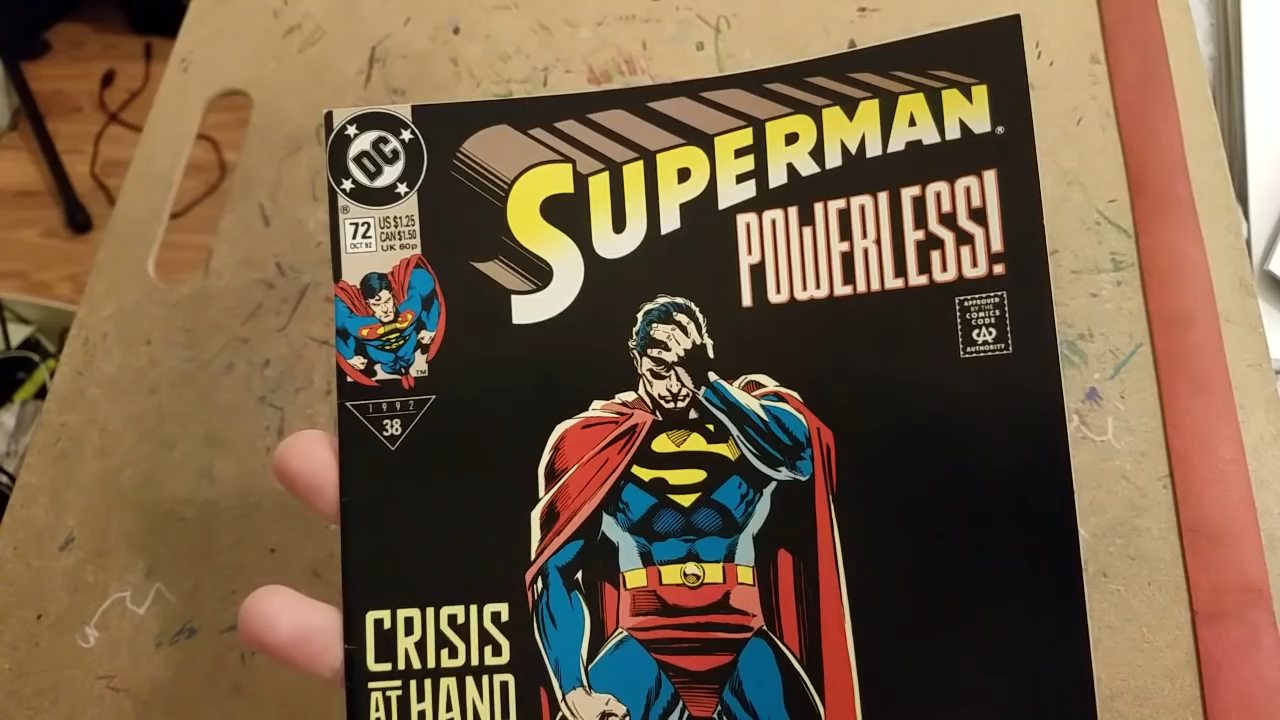 DC
®
72
OCT 92
US $1.25
CAN $1.50
UK 60p
TM
1992
38
SUPERMAN®
POWERLESS!
APPROVED
BY THE
COMICS
CODE
CA
AUTHORITY
S
CRISIS
AT HAND